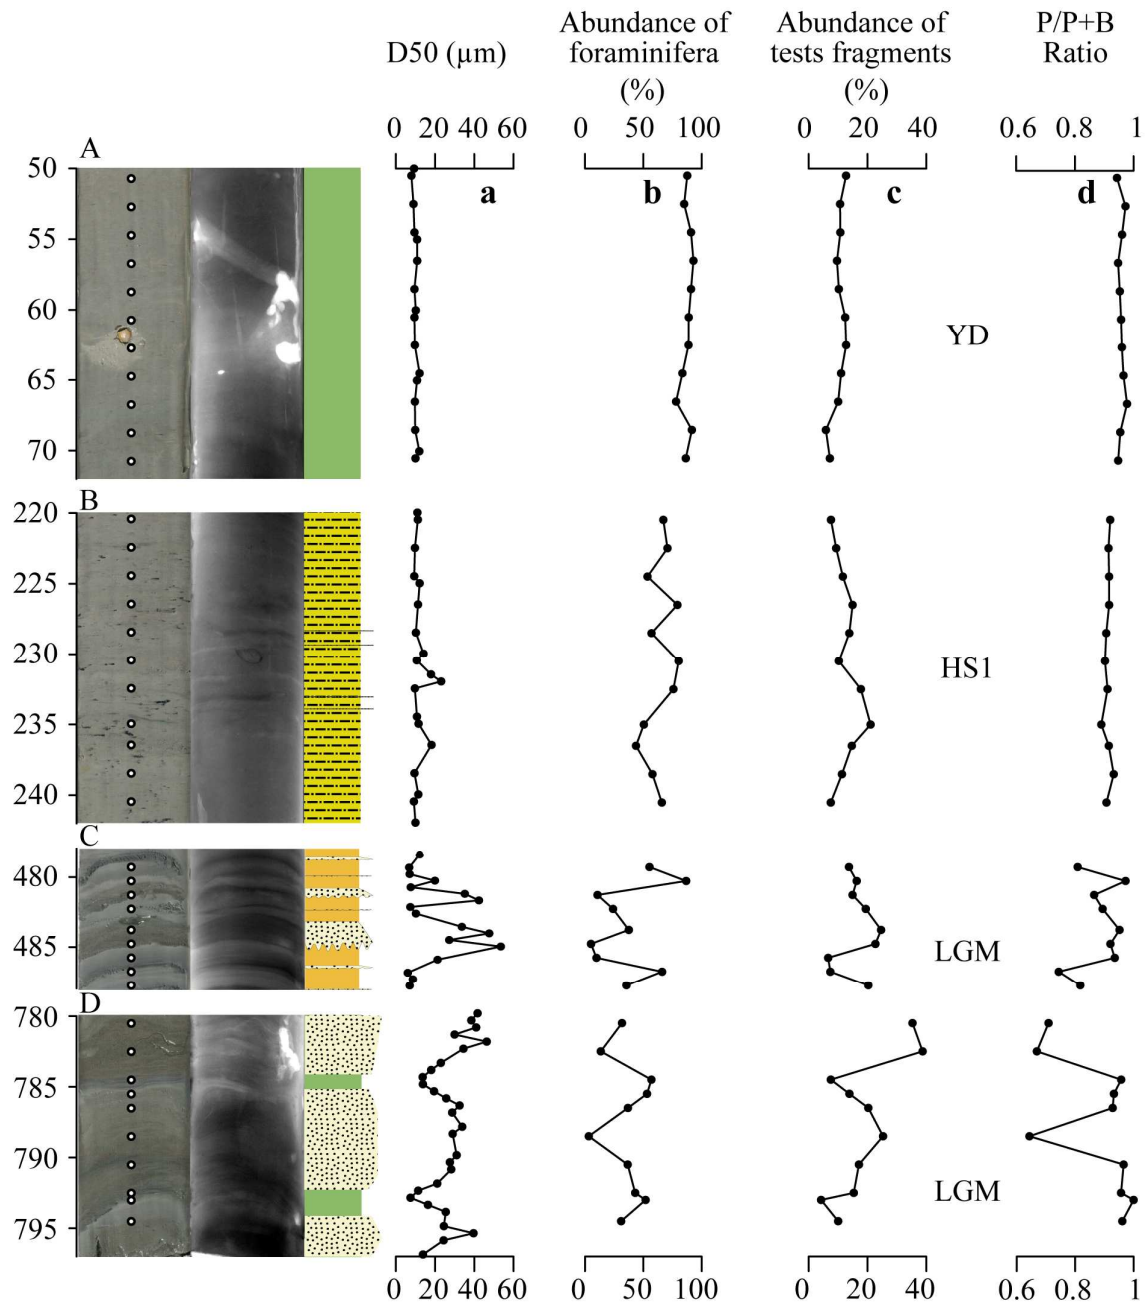 D50 (µm)
Abundance of
foraminifera
(%)
Abundance of
tests fragments
(%)
P/P+B
Ratio
0 20 40 60
0 50 100
0 20 40
0.6 0.8 1
A
a
b
c
d
50
55
60
65
70
YD
B
220
225
230
235
240
HS1
C
480
485
LGM
D
780
785
790
795
LGM
0 20 40 60
0 50 100
0 20 40
0.6 0.8 1